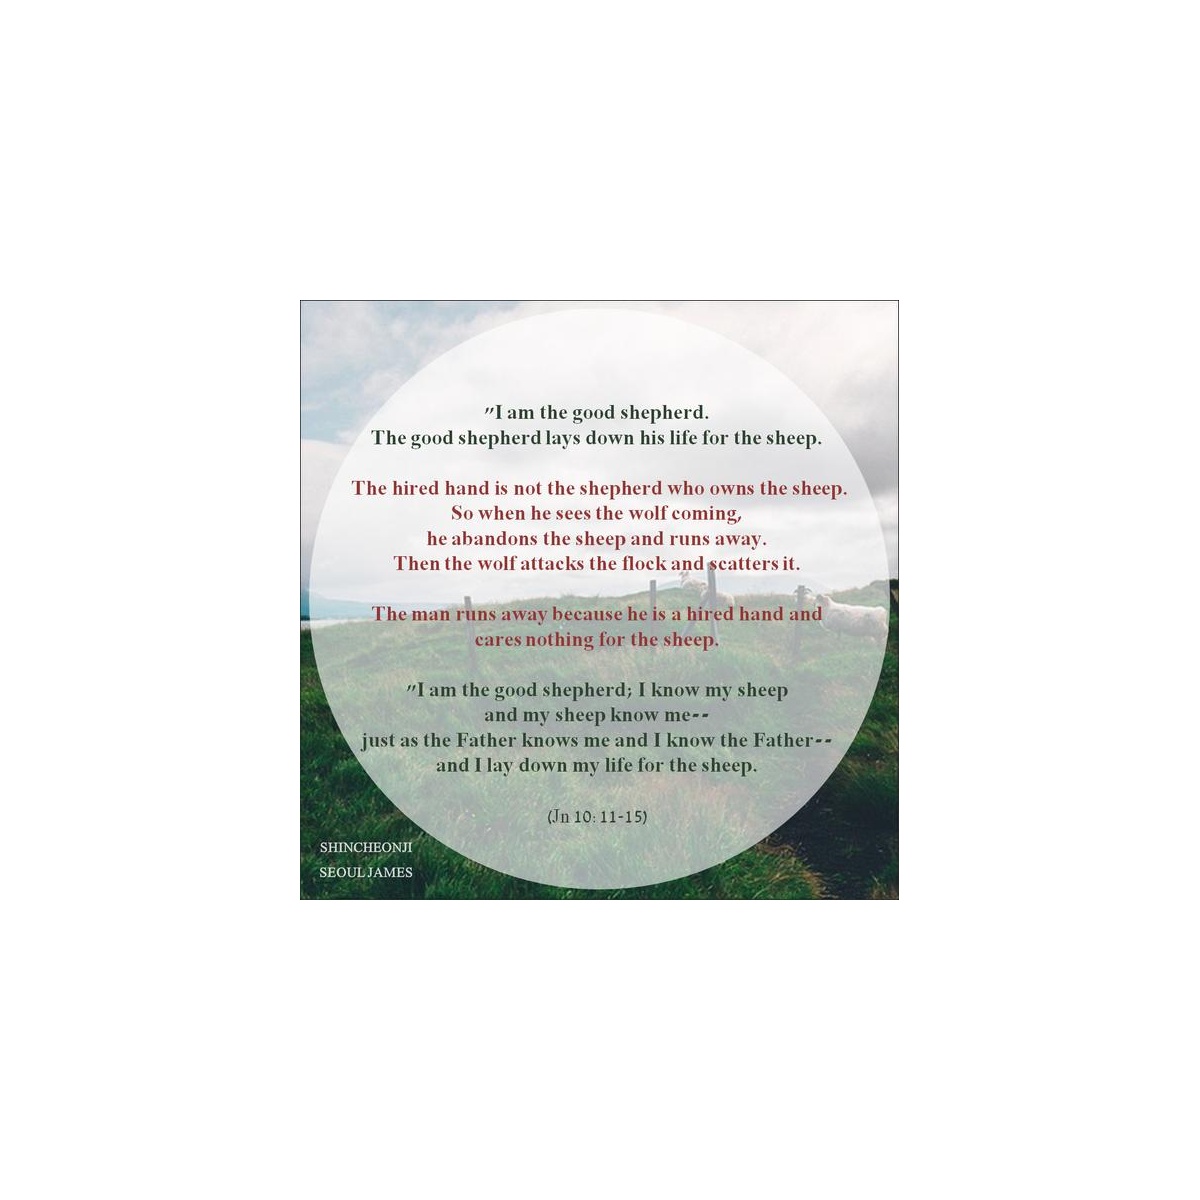 "I am the good shepherd.
The good shepherd lays down his life for the sheep.
The hired hand is not the shepherd who owns the sheep.
So when he sees the wolf coming,
he abandons the sheep and runs away.
Then the wolf attacks the flock and scatters it.
The man runs away because he is a hired hand and
cares nothing for the sheep.
"I am the good shepherd; I know my sheep
and my sheep know me--
just as the Father knows me and I know the Father--
and I lay down my life for the sheep.
(Jn 10: 11-15)
SHINCHEONJI
SEOUL JAMES